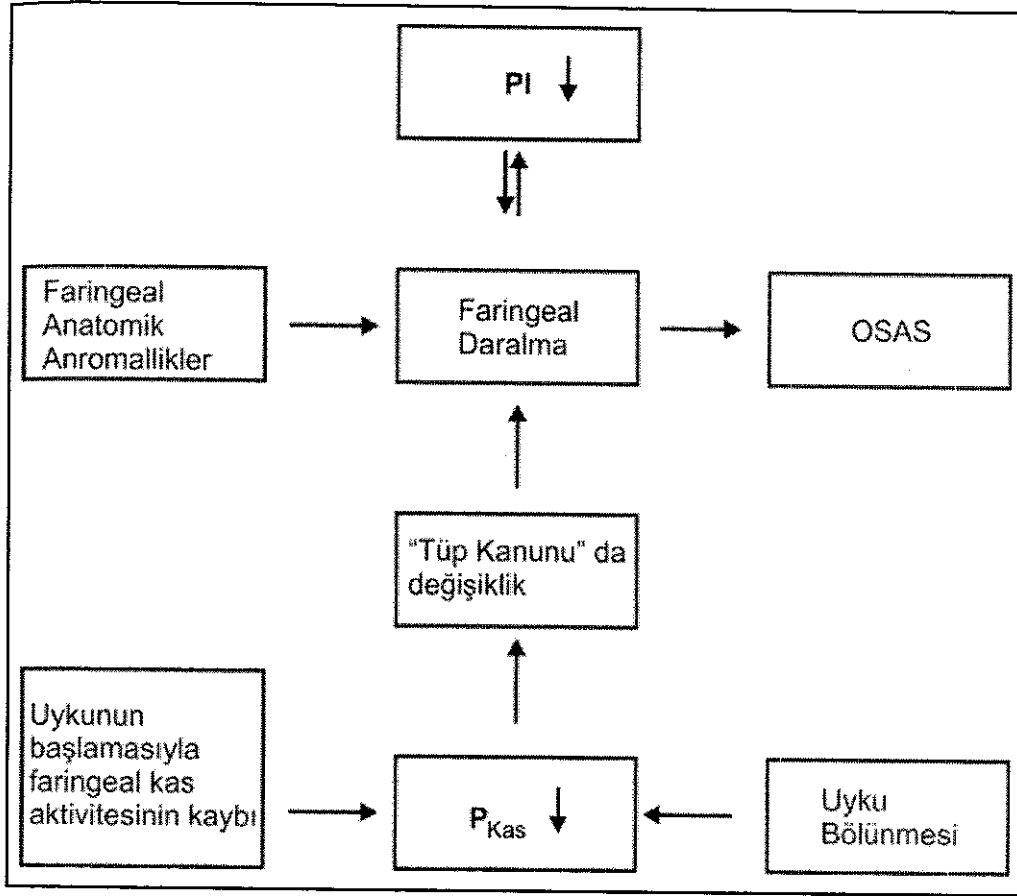 PI ↓
Faringeal
Anatomik
Anromallikler
Faringeal
Daralma
OSAS
“Tüp Kanunu” da
değişiklik
Uykunun
başlamasıyla
faringeal kas
aktivitesinin kaybı
PKas ↓
Uyku
Bölünmesi